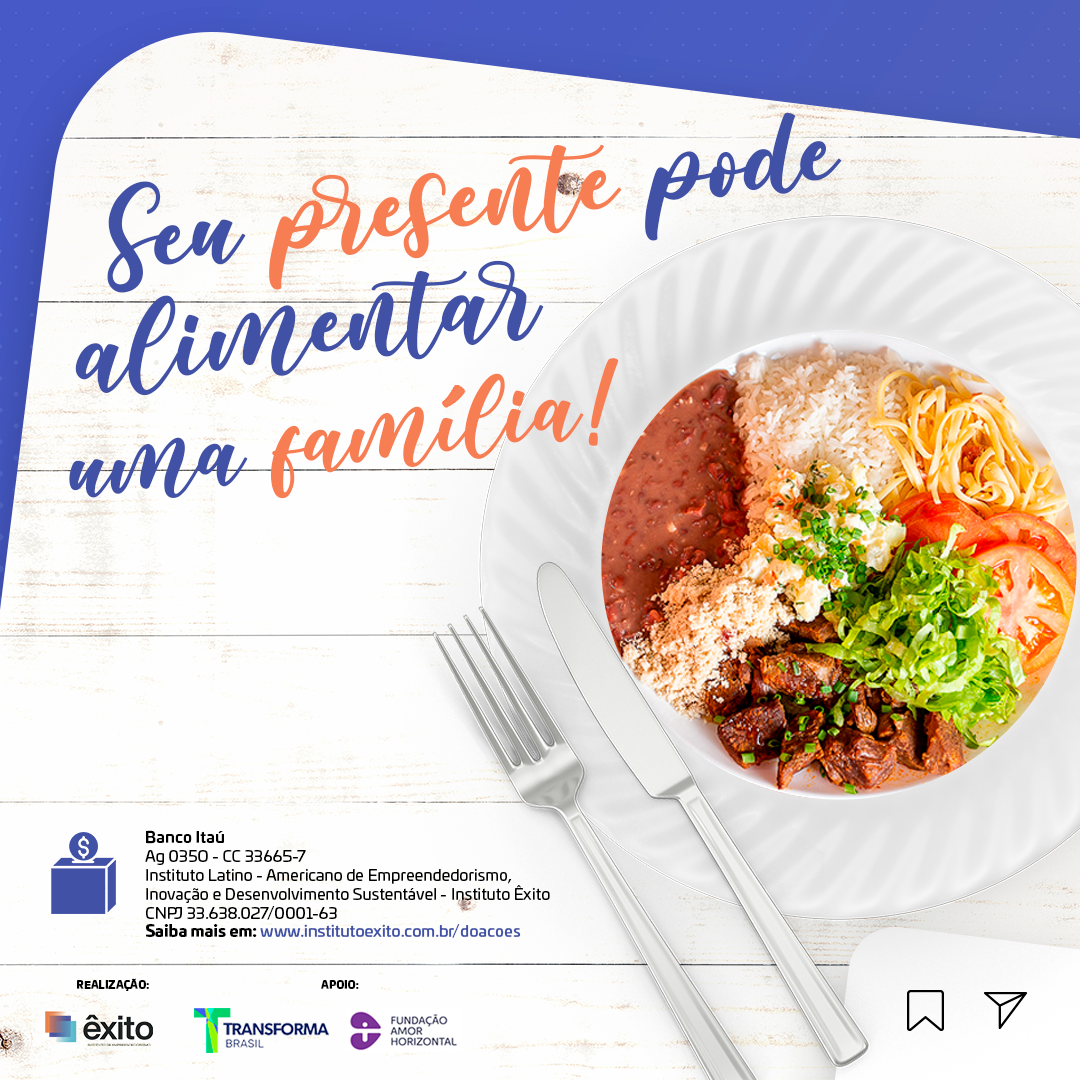 Seu presente pode
alimentar
uma família!
Banco Itaú
Ag 0350 - CC 33665-7
Instituto Latino - Americano de Empreendedorismo,
Inovação e Desenvolvimento Sustentável - Instituto Êxito
CNPJ 33.638.027/0001-63
Saiba mais em: www.institutoexito.com.br/doacoes
REALIZAÇÃO:
APOIO:
êxito
TRANSFORMA
BRASIL
FUNDAÇÃO
AMOR
HORIZONTAL